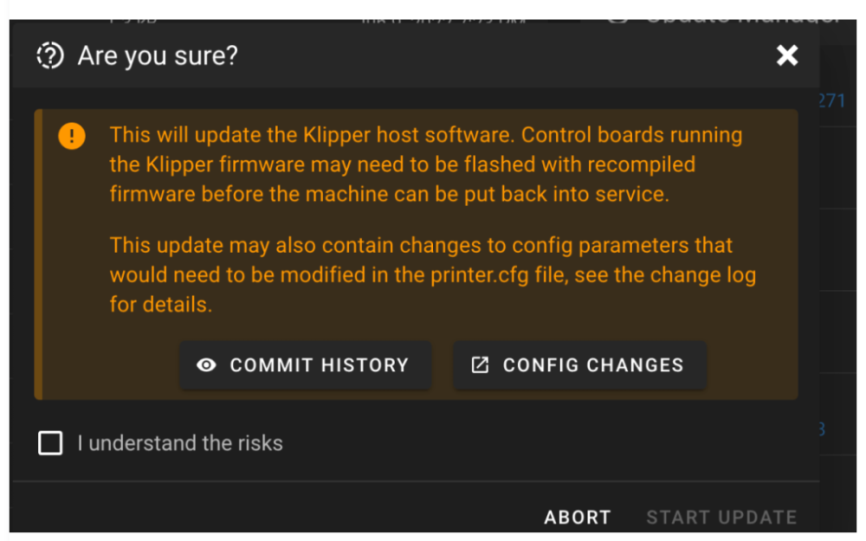 Are you sure?
271
This will update the Klipper host software. Control boards running
the Klipper firmware may need to be flashed with recompiled
firmware before the machine can be put back into service.
This update may also contain changes to config parameters that
would need to be modified in the printer.cfg file, see the change log
for details.
COMMIT HISTORY
CONFIG CHANGES
I understand the risks
ABORT
START UPDATE